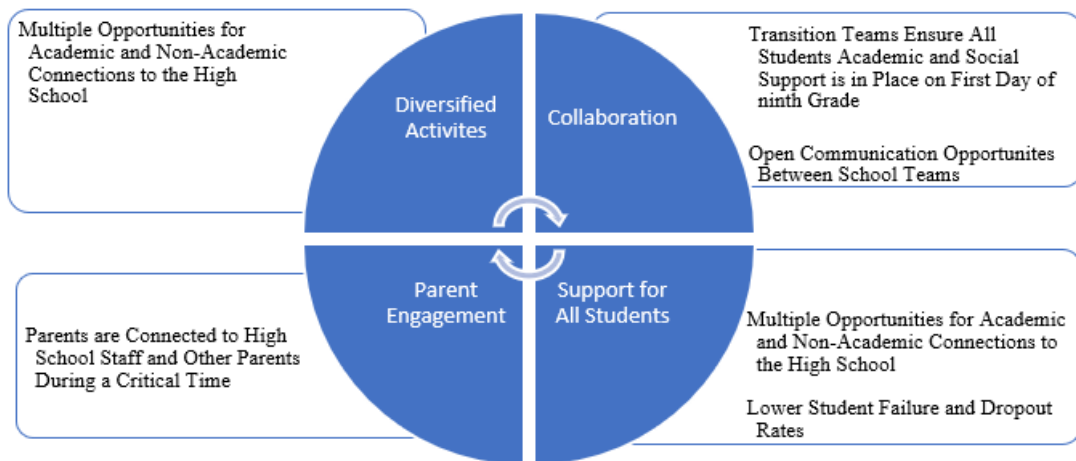 Multiple Opportunities for
Academic and Non-Academic
Connections to the High
School
Diversified
Activites
Collaboration
Transition Teams Ensure All
Students Academic and Social
Support is in Place on First Day of
ninth Grade
Open Communication Opportunites
Between School Teams
Parents are Connected to High
School Staff and Other Parents
During a Critical Time
Parent
Engagement
Support for
All Students
Multiple Opportunities for Academic
and Non-Academic Connections to
the High School
Lower Student Failure and Dropout
Rates